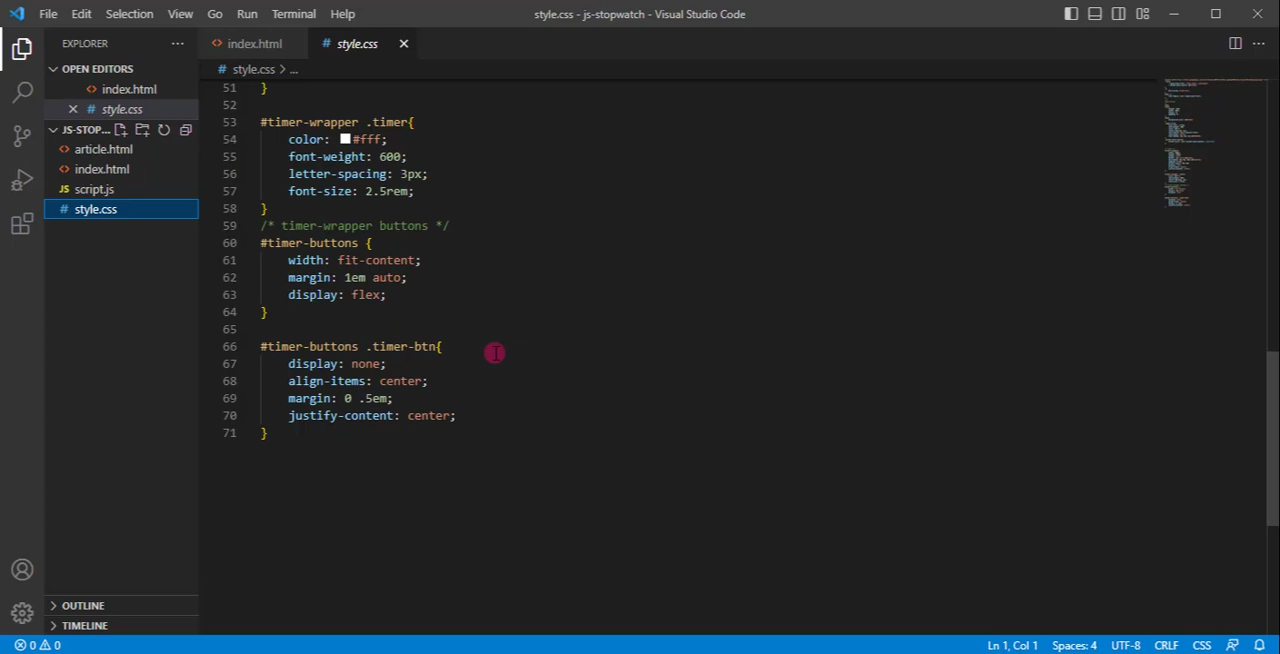 File Edit Selection View Go Run Terminal Help style.css - js-stopwatch - Visual Studio Code
EXPLORER
index.html style.css
OPEN EDITORS
style.css > ...
index.html
style.css
JS-STOP...
article.html
index.html
script.js
style.css
51 }
52
53 #timer-wrapper .timer{
54 color: #fff;
55 font-weight: 600;
56 letter-spacing: 3px;
57 font-size: 2.5rem;
58 }
59 /* timer-wrapper buttons */
60 #timer-buttons {
61 width: fit-content;
62 margin: 1em auto;
63 display: flex;
64 }
65
66 #timer-buttons .timer-btn{
67 display: none;
68 align-items: center;
69 margin: 0 .5em;
70 justify-content: center;
71 }
OUTLINE
TIMELINE
0 0 Ln 1, Col 1 Spaces: 4 UTF-8 CRLF CSS